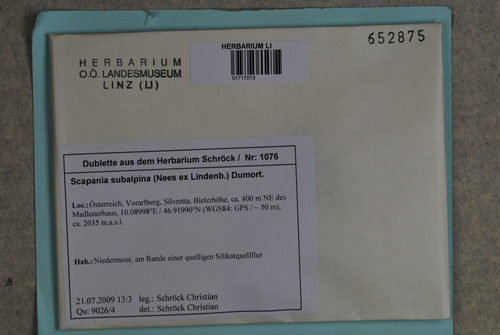 HERBARIUM
O.Ö. LANDESMUSEUM
LINZ (LI)
HERBARIUM LI
01717013
652875
Dublette aus dem Herbarium Schröck / Nr: 1076
Scapania subalpina (Nees ex Lindenb.) Dumort.
Loc.: Österreich, Vorarlberg, Silvretta, Bielerhöhe, ca. 400 m NE des
Madlenerhaus, 10.08998°E / 46.91990°N (WGS84: GPS / ~ 50 m),
ca. 2035 m.a.s.l.
Hab.: Niedermoor, am Rande einer quelligen Silikatquellflur
21.07.2009 13:3 leg.: Schröck Christian
Qu: 9026/4 det.: Schröck Christian